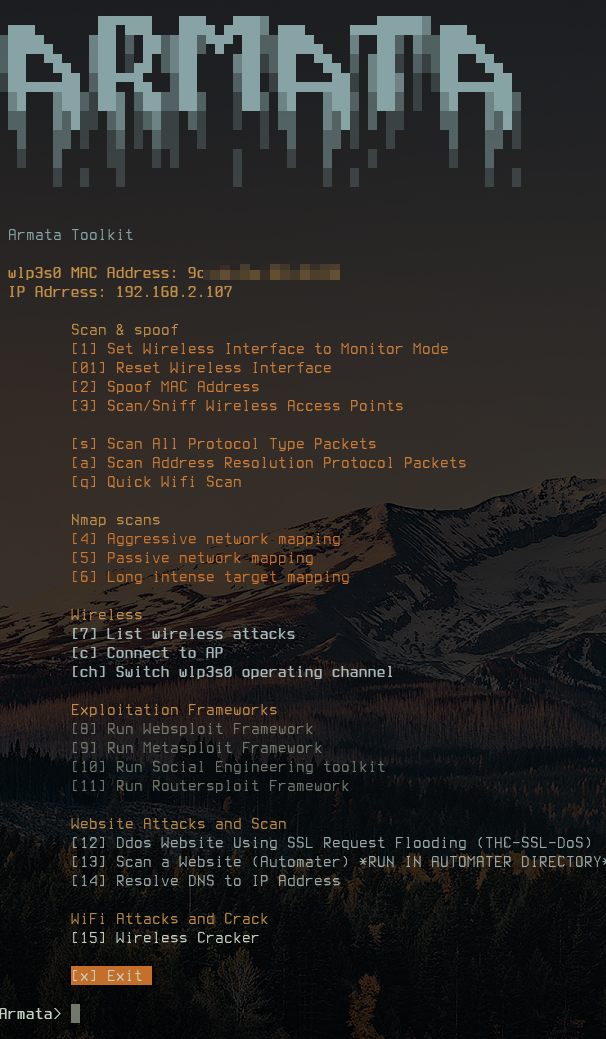 ARMATA
Armata Toolkit
wlp3s0 MAC Address: 9c
IP Adrress: 192.168.2.107
Scan & spoof
[1] Set Wireless Interface to Monitor Mode
[01] Reset Wireless Interface
[2] Spoof MAC Address
[3] Scan/Sniff Wireless Access Points
[s] Scan All Protocol Type Packets
[a] Scan Address Resolution Protocol Packets
[q] Quick Wifi Scan
Nmap scans
[4] Aggressive network mapping
[5] Passive network mapping
[6] Long intense target mapping
Wireless
[7] List wireless attacks
[c] Connect to AP
[ch] Switch wlp3s0 operating channel
Exploitation Frameworks
[8] Run Websploit Framework
[9] Run Metasploit Framework
[10] Run Social Engineering toolkit
[11] Run Routersploit Framework
Website Attacks and Scan
[12] Ddos Website Using SSL Request Flooding (THC-SSL-DoS)
[13] Scan a Website (Automater) *RUN IN AUTOMATER DIRECTORY*
[14] Resolve DNS to IP Address
WiFi Attacks and Crack
[15] Wireless Cracker
[x] Exit
Armata>